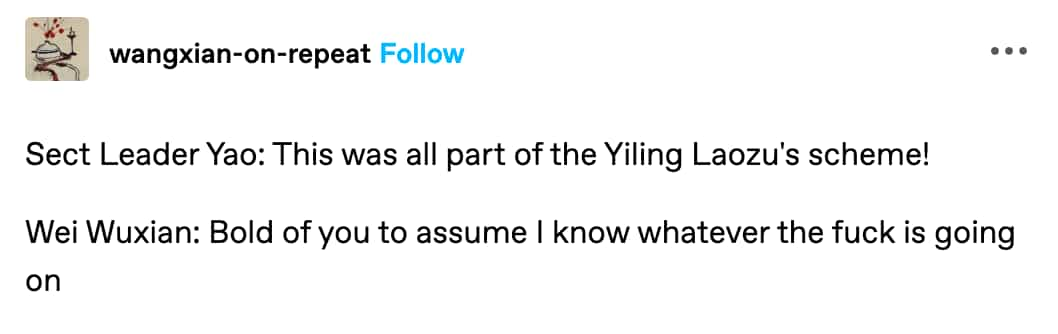 wangxian-on-repeat Follow
Sect Leader Yao: This was all part of the Yiling Laozu's scheme!
Wei Wuxian: Bold of you to assume I know whatever the fuck is going
on